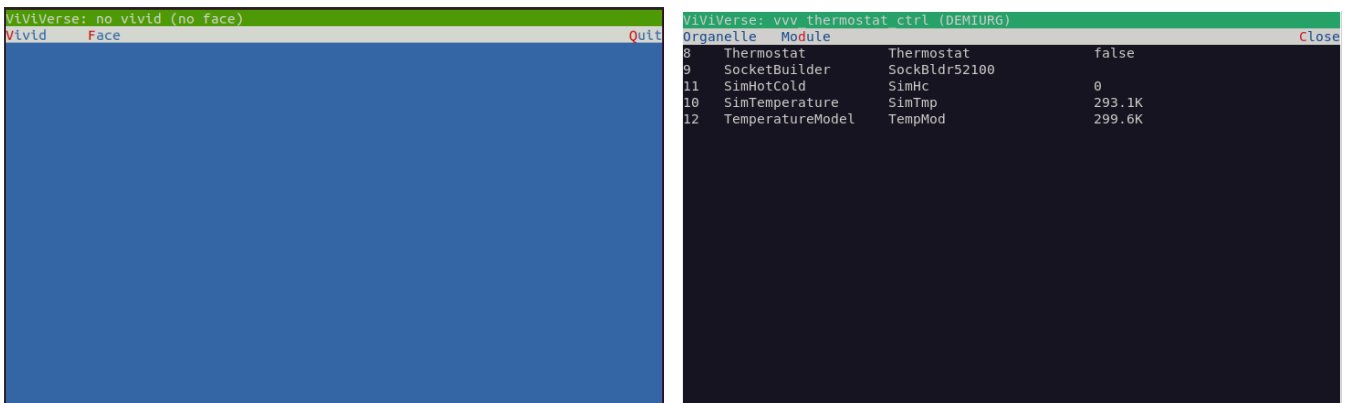 ViViVerse: no vivid (no face)
Vivid Face Quit
ViViVerse: vvv_thermostat_ctrl (DEMIURG)
Organelle Module Close
8 Thermostat Thermostat false
9 SocketBuilder SockBldr52100
11 SimHotCold SimHc 0
10 SimTemperature SimTmp 293.1K
12 TemperatureModel TempMod 299.6K